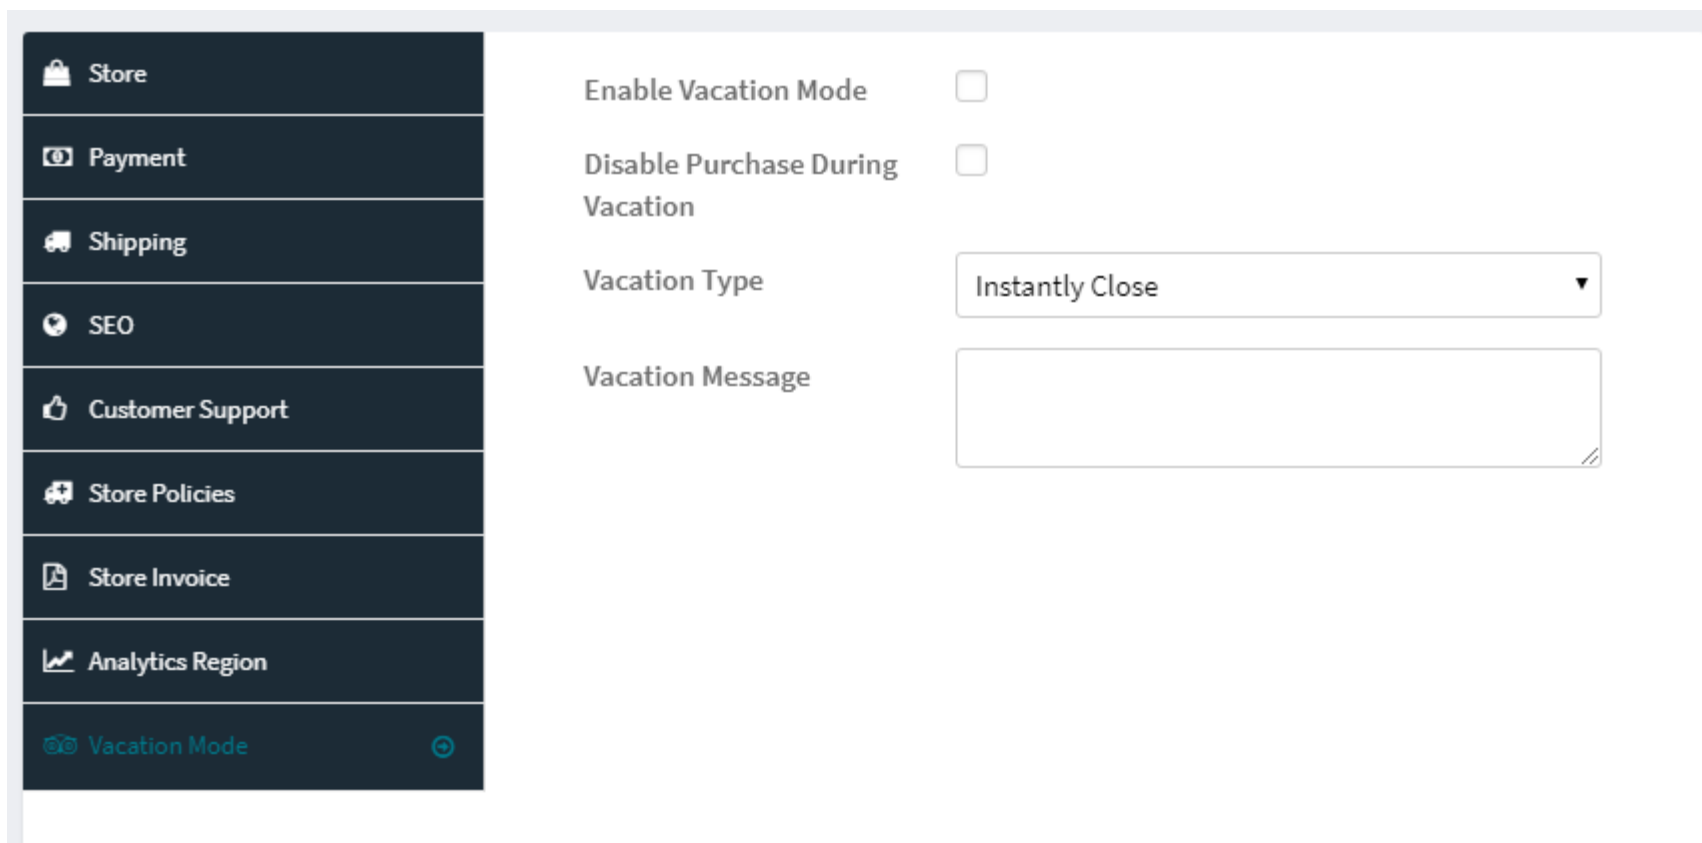 Store
Payment
Shipping
SEO
Customer Support
Store Policies
Store Invoice
Analytics Region
Vacation Mode
Enable Vacation Mode
Disable Purchase During
Vacation
Vacation Type
Instantly Close
Vacation Message